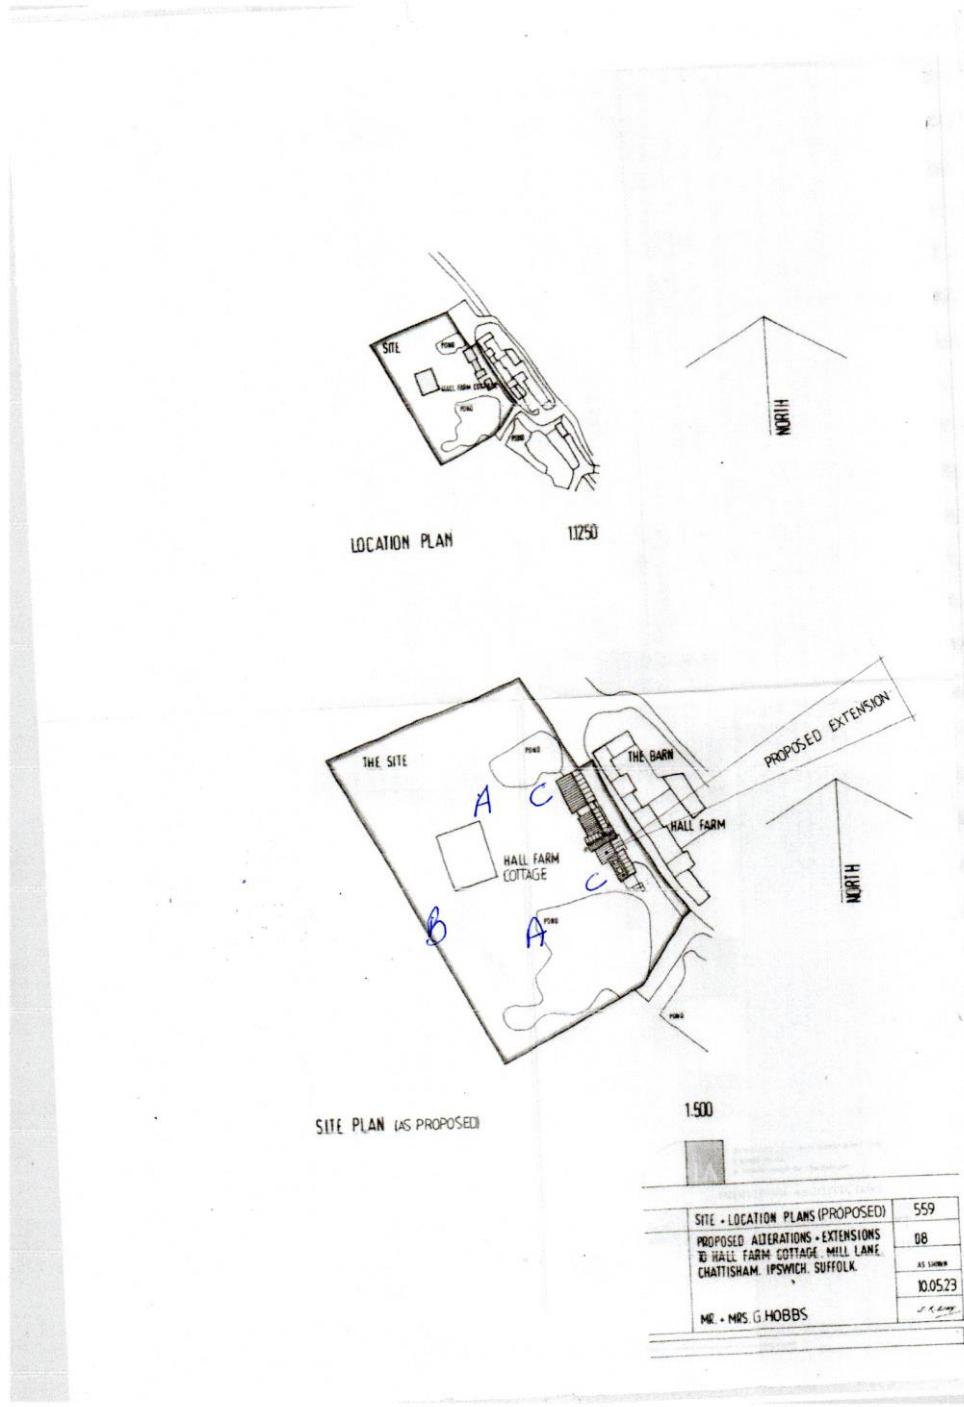 SITE
POND
HALL FARM COTTAGE
POND
POND
NORTH
LOCATION PLAN 1:1250
PROPOSED EXTENSION
THE SITE
POND
THE BARN
A C
HALL FARM
HALL FARM
COTTAGE
C
NORTH
B A POND
POND
SITE PLAN (AS PROPOSED) 1:500
SITE + LOCATION PLANS (PROPOSED) 559
PROPOSED ALTERATIONS + EXTENSIONS 08
TO HALL FARM COTTAGE. MILL LANE.
CHATTISHAM. IPSWICH. SUFFOLK. AS SHOWN
10.05.23
MR. + MRS. G. HOBBS